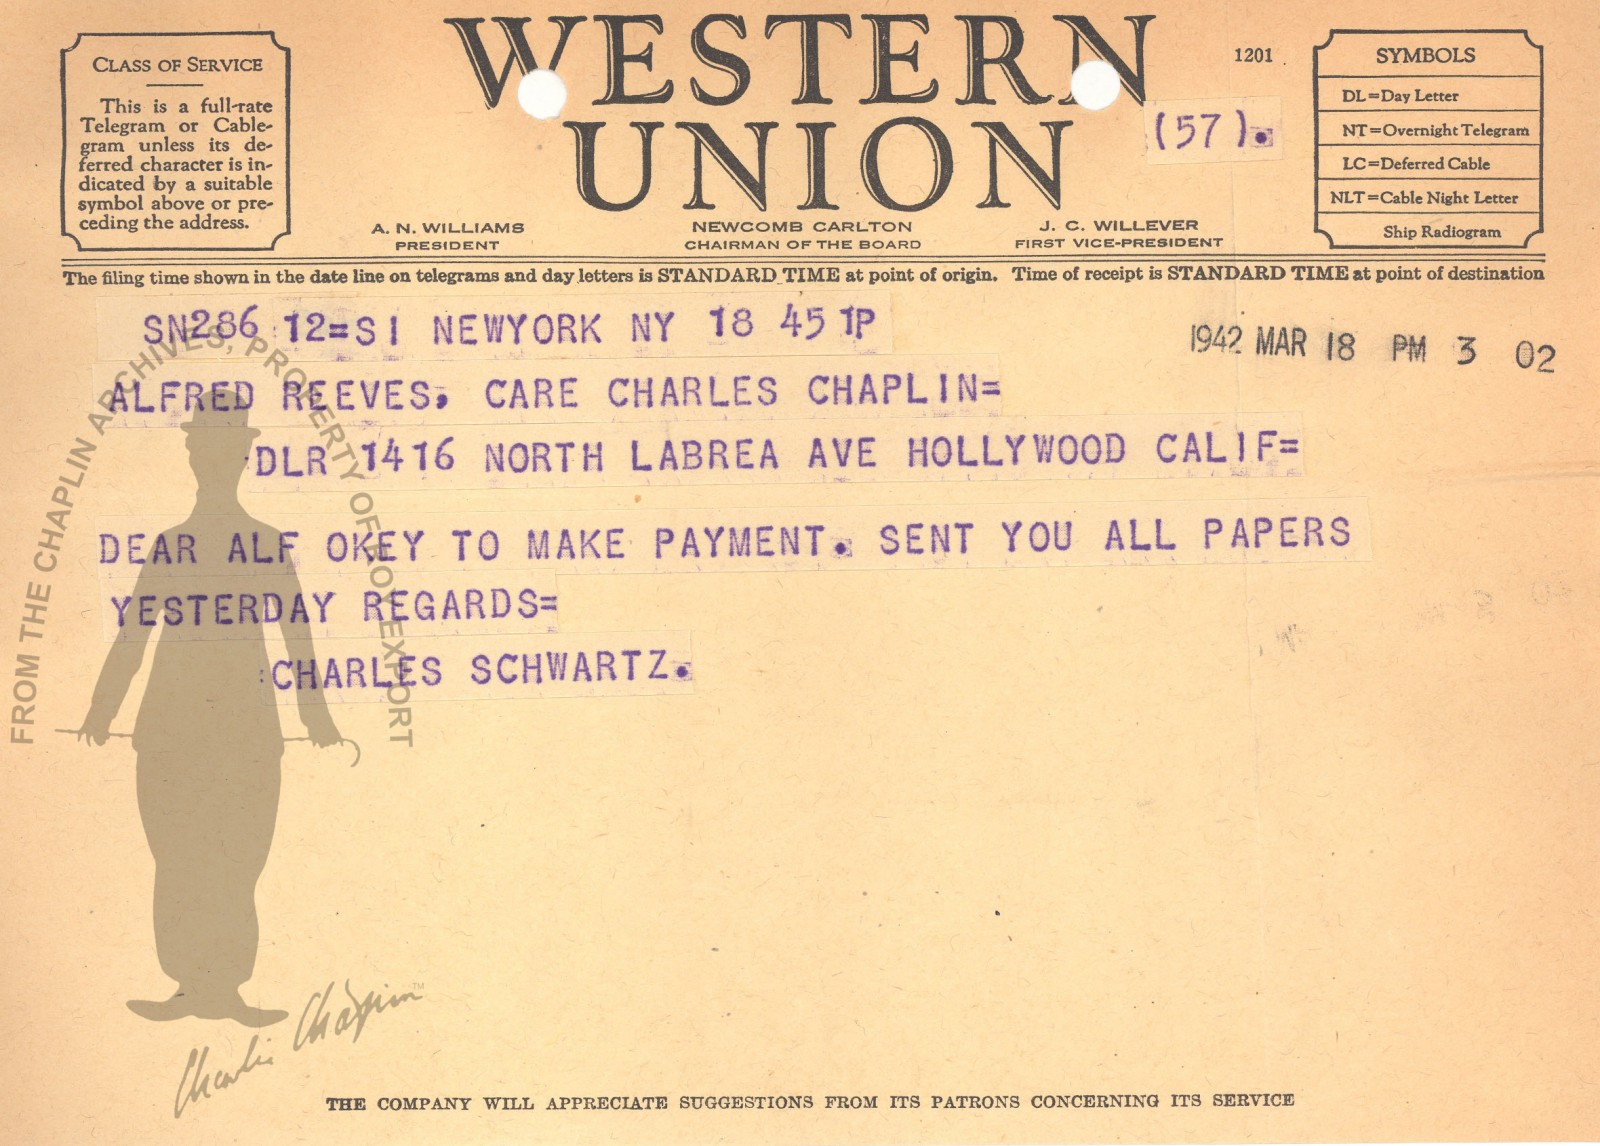 WESTERN
UNION
1201
(57).
CLASS OF SERVICE
This is a full-rate
Telegram or Cable-
gram unless its de-
ferred character is in-
dicated by a suitable
symbol above or pre-
ceding the address.
SYMBOLS
DL=Day Letter
NT=Overnight Telegram
LC=Deferred Cable
NLT=Cable Night Letter
Ship Radiogram
A. N. WILLIAMS
PRESIDENT
NEWCOMB CARLTON
CHAIRMAN OF THE BOARD
J. C. WILLEVER
FIRST VICE-PRESIDENT
The filing time shown in the date line on telegrams and day letters is STANDARD TIME at point of origin. Time of receipt is STANDARD TIME at point of destination
SN286 12=SI NEWYORK NY 18 451P
1942 MAR 18 PM 3 02
ALFRED REEVES, CARE CHARLES CHAPLIN=
DLR 1416 NORTH LABREA AVE HOLLYWOOD CALIF=
DEAR ALF OKEY TO MAKE PAYMENT. SENT YOU ALL PAPERS
YESTERDAY REGARDS=
:CHARLES SCHWARTZ.
FROM THE CHAPLIN ARCHIVES, PROPERTY OF ROY EXPORT
Charlie Chaplin™
THE COMPANY WILL APPRECIATE SUGGESTIONS FROM ITS PATRONS CONCERNING ITS SERVICE